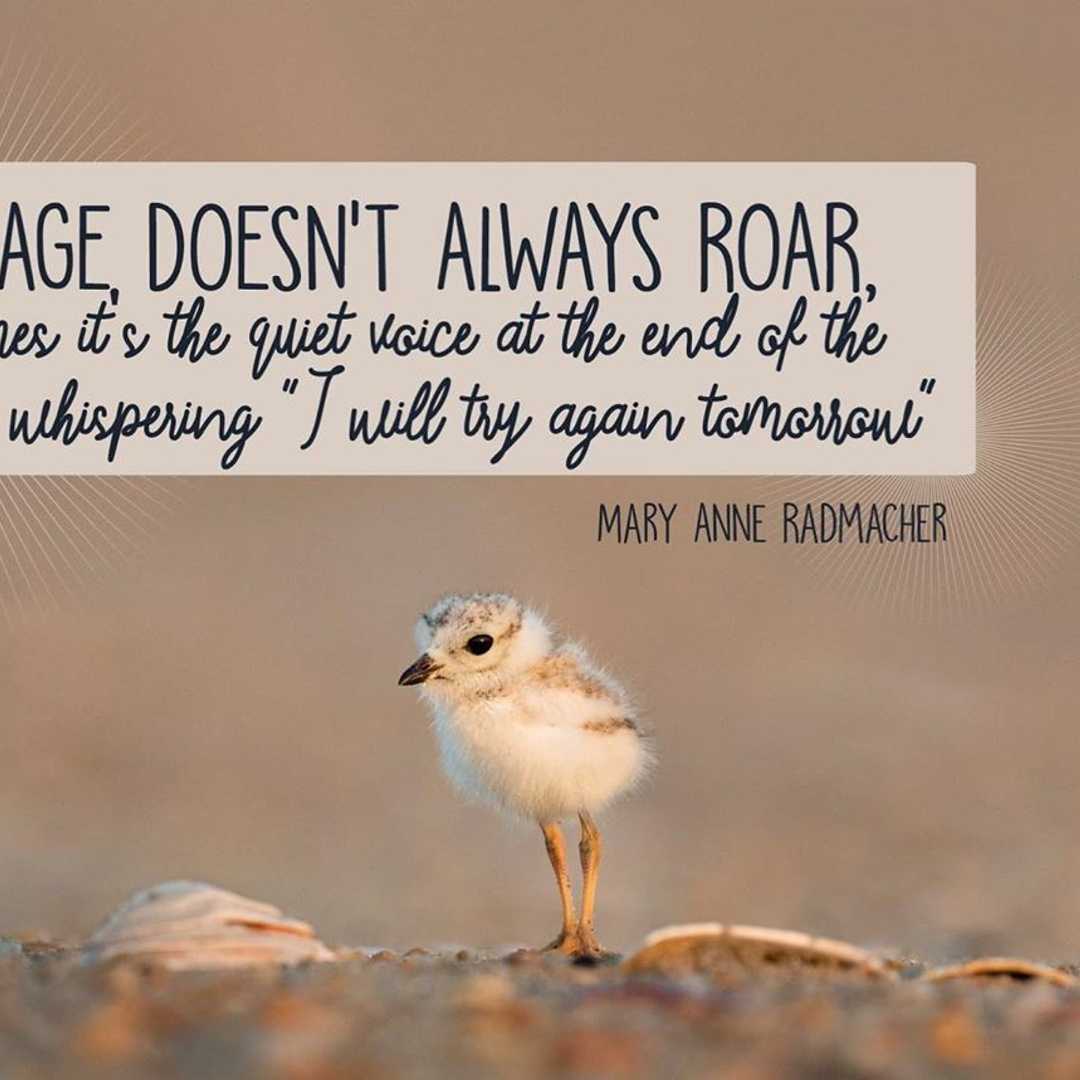 AGE DOESN'T ALWAYS ROAR,
nes it's the quiet voice at the end of the
whispering "I will try again tomorrow"
MARY ANNE RADMACHER